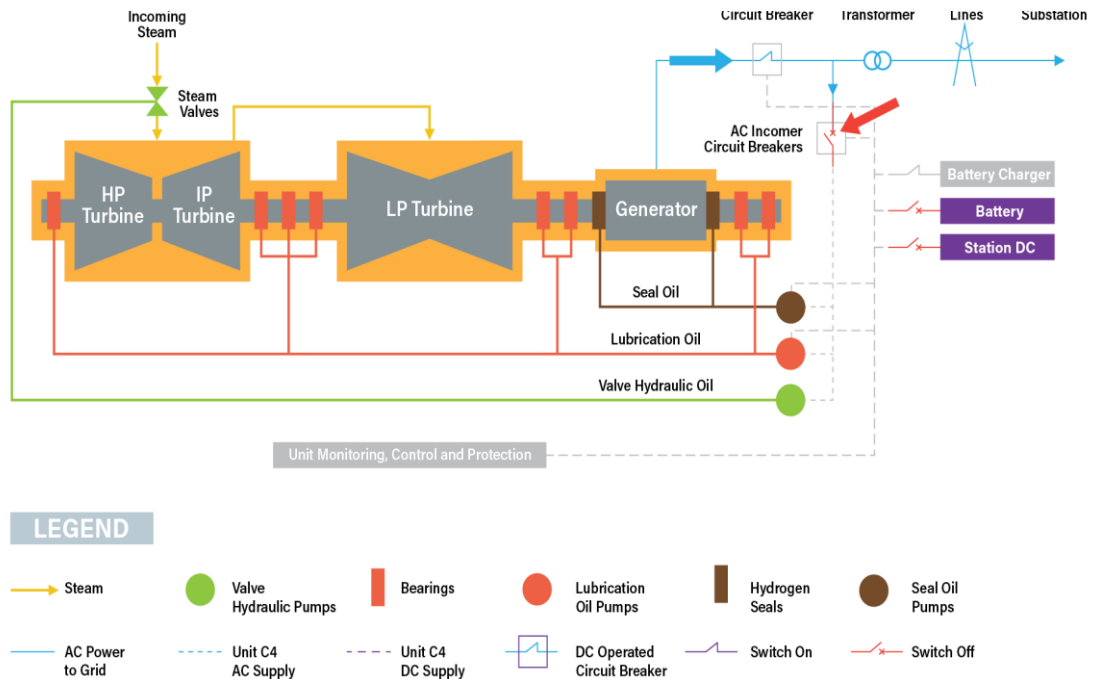 Incoming
Steam
Circuit Breaker
Transformer
Lines
Substation
Steam
Valves
AC Incomer
Circuit Breakers
Battery Charger
HP
Turbine
IP
Turbine
LP Turbine
Generator
Battery
Station DC
Seal Oil
Lubrication Oil
Valve Hydraulic Oil
Unit Monitoring, Control and Protection
LEGEND
Steam
Valve
Hydraulic Pumps
Bearings
Lubrication
Oil Pumps
Hydrogen
Seals
Seal Oil
Pumps
AC Power
to Grid
Unit C4
AC Supply
Unit C4
DC Supply
DC Operated
Circuit Breaker
Switch On
Switch Off